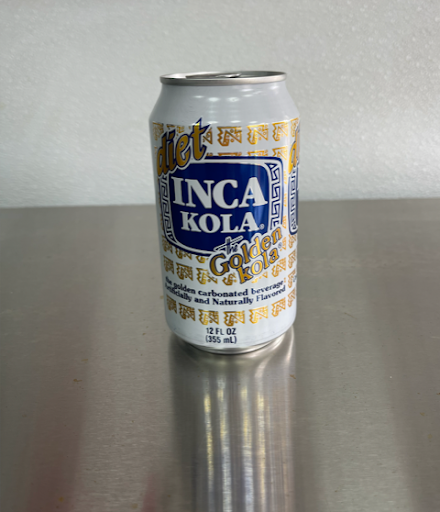 diet
INCA
KOLA®
The
Golden
kola
The golden carbonated beverage
Artificially and Naturally Flavored
12 FL OZ
(355 mL)